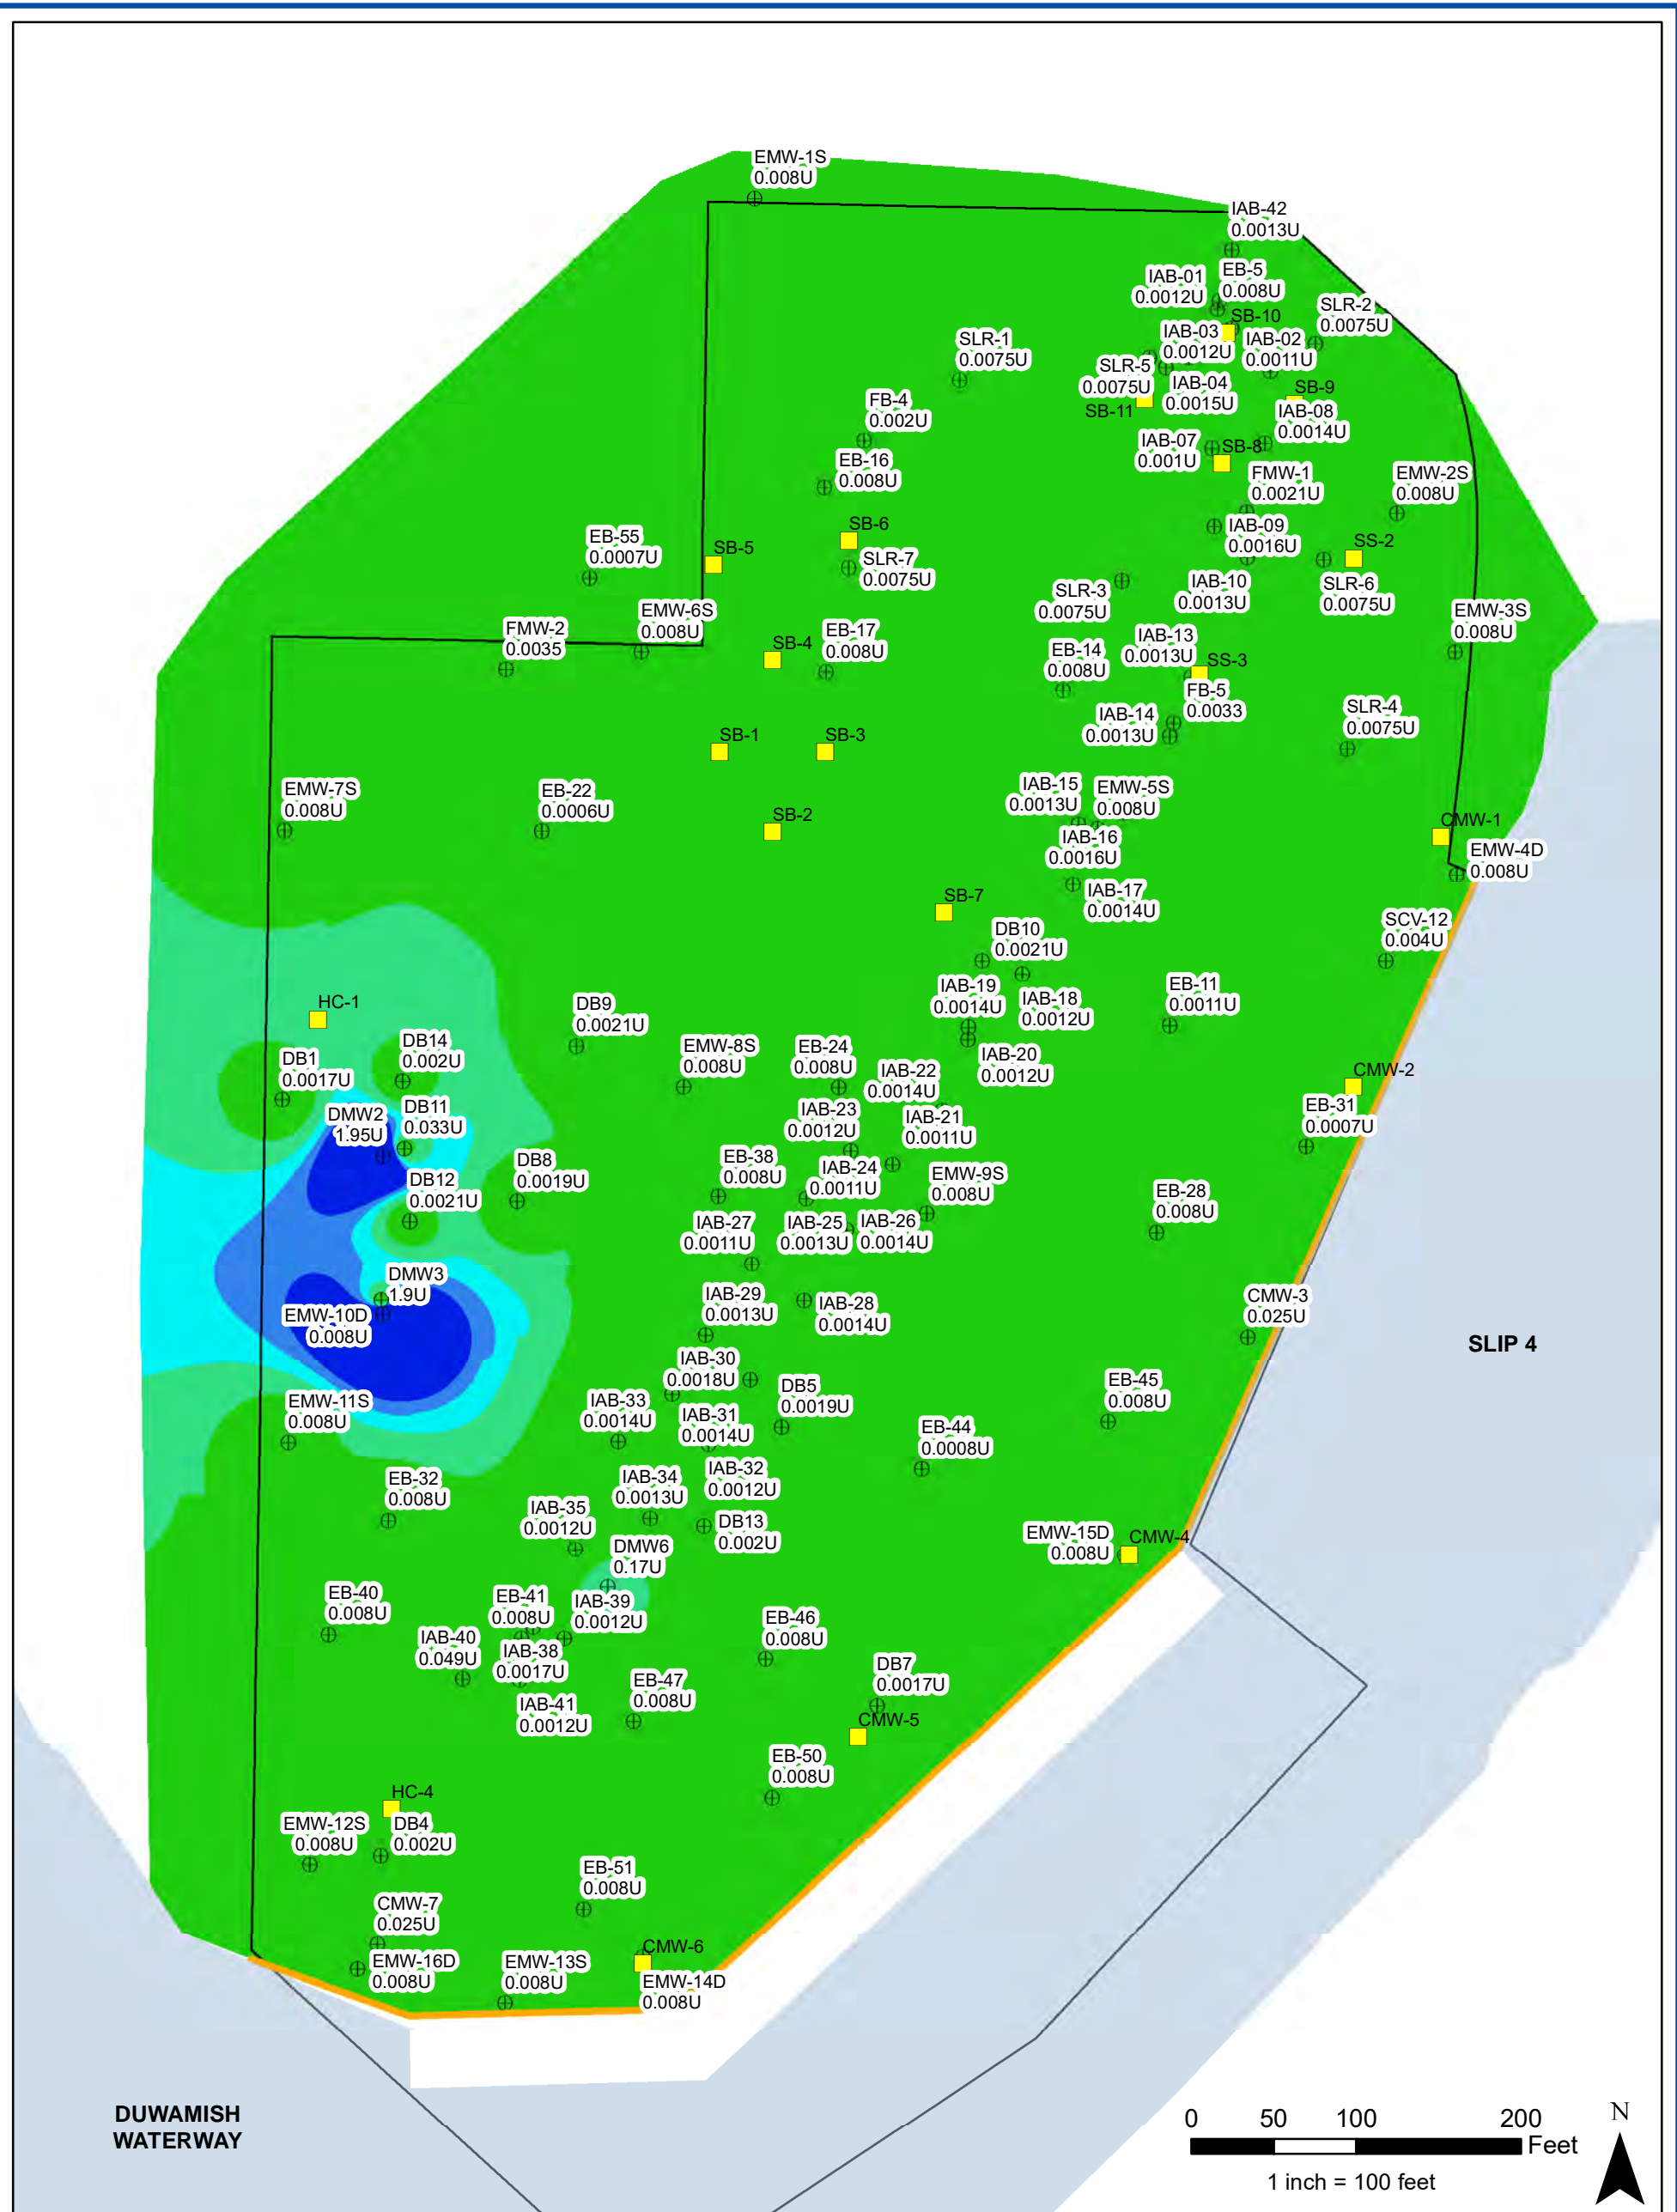 EMW-1S
0.008U
IAB-42
0.0013U
IAB-01
0.0012U
EB-5
0.008U
SB-10
SLR-2
0.0075U
IAB-03
0.0012U
IAB-02
0.0011U
SLR-1
0.0075U
SLR-5
0.0075U
SB-11
IAB-04
0.0015U
SB-9
IAB-08
0.0014U
FB-4
0.002U
IAB-07
0.001U
SB-8
EB-16
0.008U
FMW-1
0.0021U
EMW-2S
0.008U
SB-6
SLR-7
0.0075U
EB-55
0.0007U
SB-5
IAB-09
0.0016U
SS-2
SLR-6
0.0075U
SLR-3
0.0075U
IAB-10
0.0013U
EMW-6S
0.008U
FMW-2
0.0035
EMW-3S
0.008U
SB-4
EB-17
0.008U
EB-14
0.008U
IAB-13
0.0013U
SS-3
FB-5
0.0033
IAB-14
0.0013U
SLR-4
0.0075U
SB-1
SB-3
EMW-7S
0.008U
EB-22
0.0006U
SB-2
IAB-15
0.0013U
EMW-5S
0.008U
CMW-1
IAB-16
0.0016U
EMW-4D
0.008U
IAB-17
0.0014U
SB-7
SCV-12
0.004U
DB10
0.0021U
HC-1
DB9
0.0021U
IAB-19
0.0014U
IAB-18
0.0012U
EB-11
0.0011U
DB1
0.0017U
DB14
0.002U
EMW-8S
0.008U
EB-24
0.008U
IAB-20
0.0012U
IAB-22
0.0014U
CMW-2
DMW2
1.95U
DB11
0.033U
IAB-23
0.0012U
IAB-21
0.0011U
EB-31
0.0007U
DB12
0.0021U
DB8
0.0019U
EB-38
0.008U
IAB-24
0.0011U
EMW-9S
0.008U
EB-28
0.008U
IAB-27
0.0011U
IAB-25
0.0013U
IAB-26
0.0014U
DMW3
1.9U
EMW-10D
0.008U
IAB-29
0.0013U
IAB-28
0.0014U
CMW-3
0.025U
SLIP 4
IAB-30
0.0018U
EMW-11S
0.008U
IAB-33
0.0014U
IAB-31
0.0014U
DB5
0.0019U
EB-45
0.008U
EB-44
0.0008U
EB-32
0.008U
IAB-34
0.0013U
IAB-32
0.0012U
IAB-35
0.0012U
DB13
0.002U
EMW-15D
0.008U
CMW-4
DMW6
0.17U
EB-40
0.008U
EB-41
0.008U
IAB-39
0.0012U
EB-46
0.008U
IAB-40
0.049U
IAB-38
0.0017U
EB-47
0.008U
DB7
0.0017U
IAB-41
0.0012U
CMW-5
EB-50
0.008U
HC-4
EMW-12S
0.008U
DB4
0.002U
EB-51
0.008U
CMW-7
0.025U
CMW-6
EMW-16D
0.008U
EMW-13S
0.008U
EMW-14D
0.008U
DUWAMISH
WATERWAY
0 50 100 200
Feet
1 inch = 100 feet
N